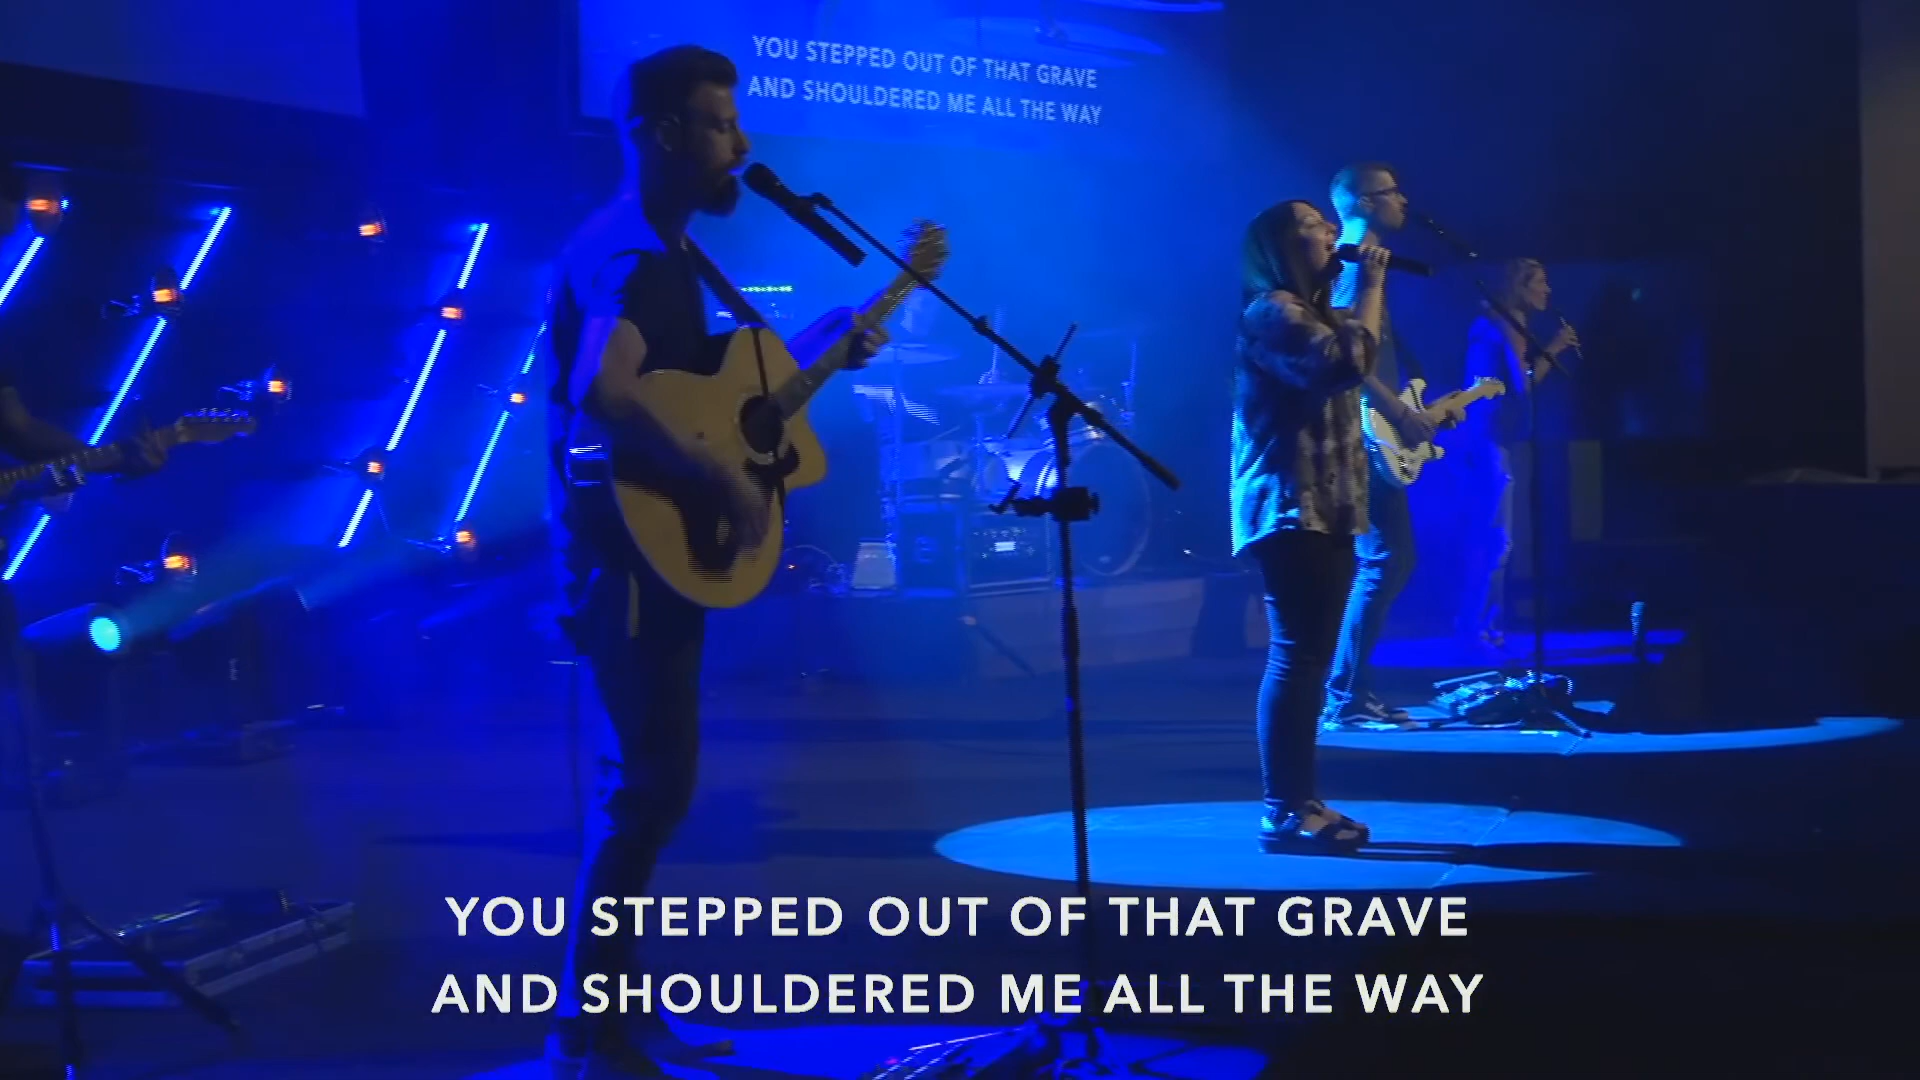 YOU STEPPED OUT OF THAT GRAVE
AND SHOULDERED ME ALL THE WAY
YOU STEPPED OUT OF THAT GRAVE
AND SHOULDERED ME ALL THE WAY